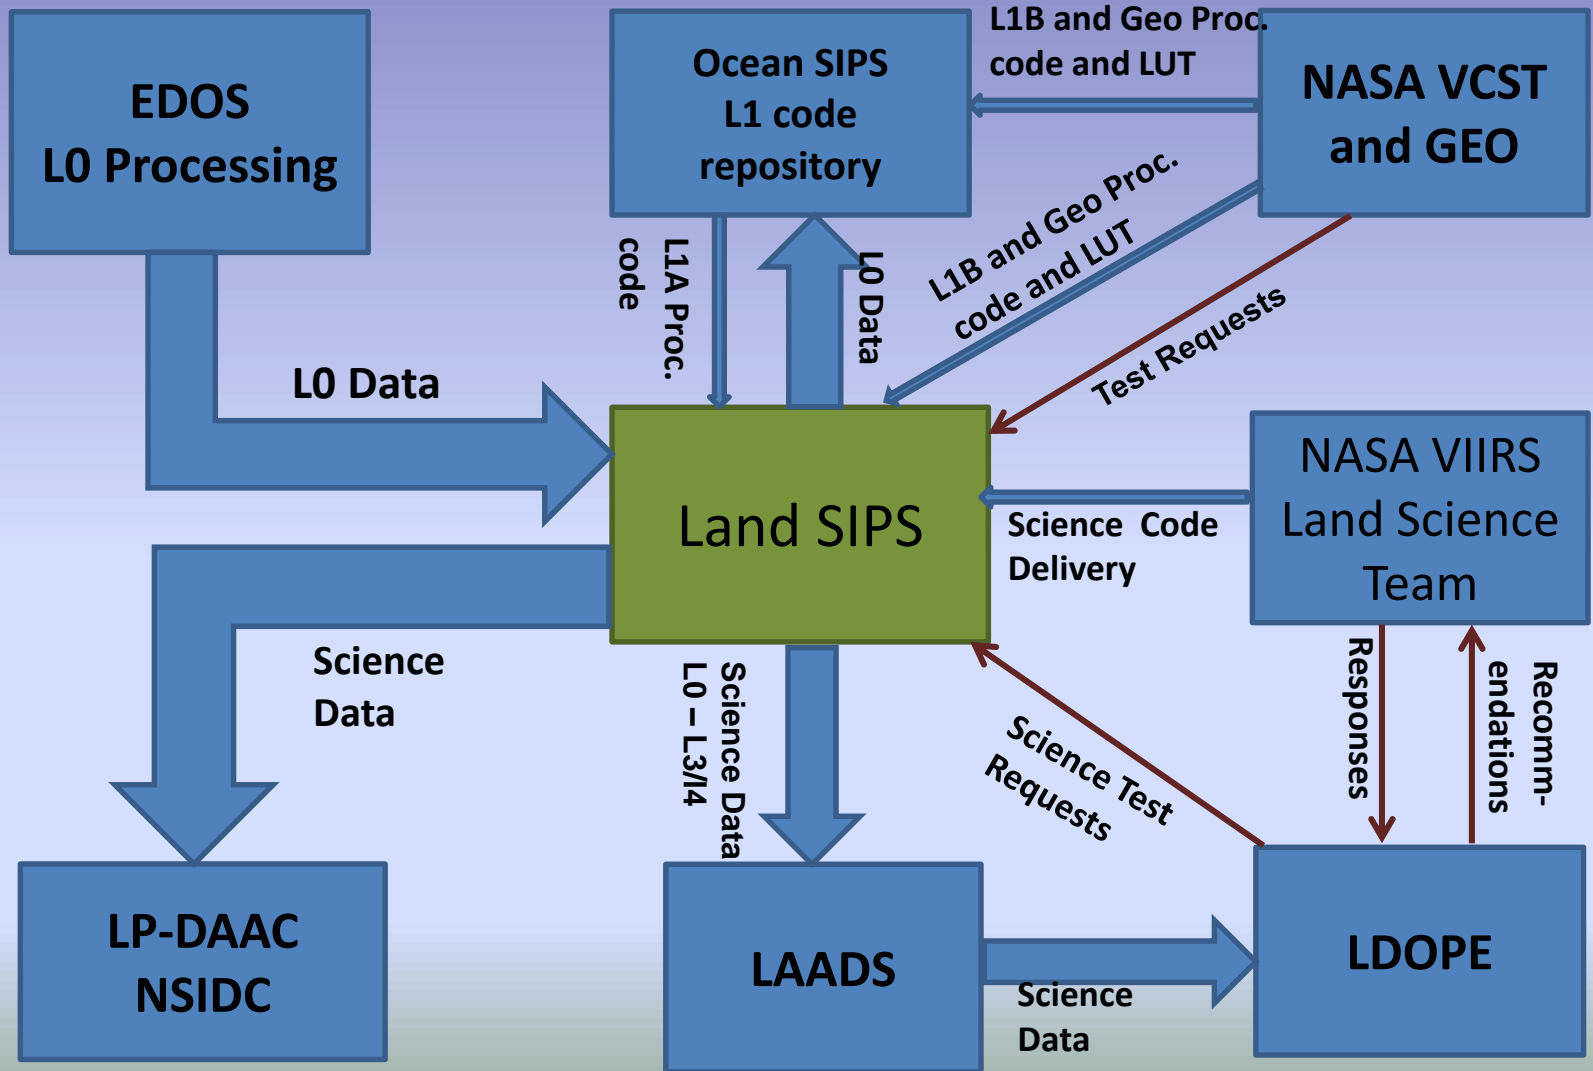 EDOS
L0 Processing
Ocean SIPS
L1 code
repository
L1B and Geo Proc.
code and LUT
NASA VCST
and GEO
L1A Proc.
code
L0 Data
L1B and Geo Proc.
code and LUT
Test Requests
L0 Data
Land SIPS
Science Code
Delivery
NASA VIIRS
Land Science
Team
Science
Data
Science Data
L0 – L3/l4
Science Test
Requests
Responses
Recomm-
endations
LP-DAAC
NSIDC
LAADS
Science
Data
LDOPE